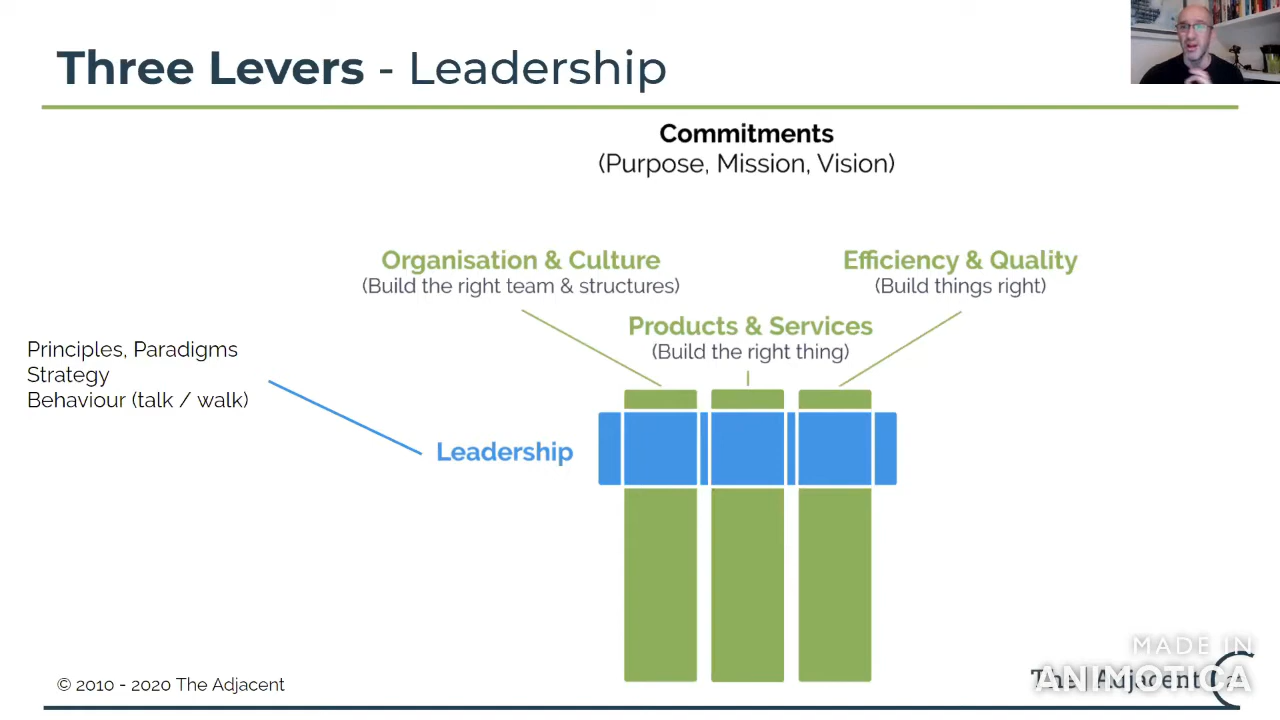 Three Levers - Leadership
Commitments
(Purpose, Mission, Vision)
Organisation & Culture
(Build the right team & structures)
Efficiency & Quality
(Build things right)
Products & Services
(Build the right thing)
Principles, Paradigms
Strategy
Behaviour (talk / walk)
Leadership
© 2010 - 2020 The Adjacent
MADE IN
ANIMOTICA
The Adjacent